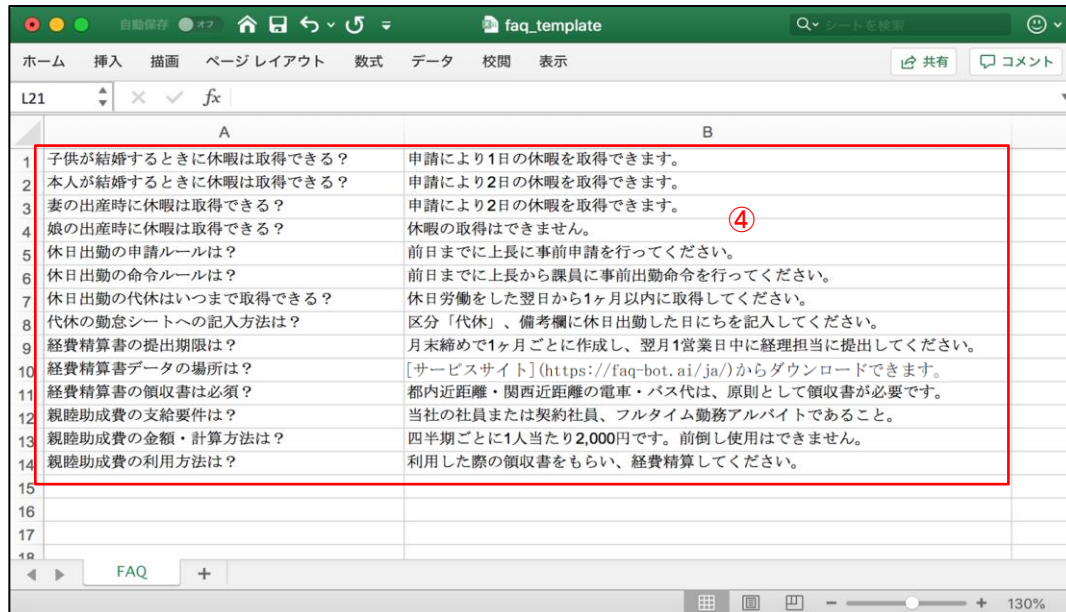 自動保存 オフ faq_template シートを検索
ホーム 挿入 描画 ページ レイアウト 数式 データ 校閲 表示 共有 コメント
L21 fx
A B
1 子供が結婚するときに休暇は取得できる? 申請により1日の休暇を取得できます。
2 本人が結婚するときに休暇は取得できる? 申請により2日の休暇を取得できます。
3 妻の出産時に休暇は取得できる? 申請により2日の休暇を取得できます。
④
4 娘の出産時に休暇は取得できる? 休暇の取得はできません。
5 休日出勤の申請ルールは? 前日までに上長に事前申請を行ってください。
6 休日出勤の命令ルールは? 前日までに上長から課員に事前出勤命令を行ってください。
7 休日出勤の代休はいつまで取得できる? 休日労働をした翌日から1ヶ月以内に取得してください。
8 代休の勤怠シートへの記入方法は? 区分「代休」、備考欄に休日出勤した日にちを記入してください。
9 経費精算書の提出期限は? 月末締めで1ヶ月ごとに作成し、翌月1営業日中に経理担当に提出してください。
10 経費精算書データの場所は? [サービスサイト](https://faq-bot.ai/ja/)からダウンロードできます。
11 経費精算書の領収書は必須? 都内近距離・関西近距離の電車・バス代は、原則として領収書が必要です。
12 親睦助成費の支給要件は? 当社の社員または契約社員、フルタイム勤務アルバイトであること。
13 親睦助成費の金額・計算方法は? 四半期ごとに1人当たり2,000円です。前倒し使用はできません。
14 親睦助成費の利用方法は? 利用した際の領収書をもらい、経費精算してください。
15
16
17
18
FAQ +
130%